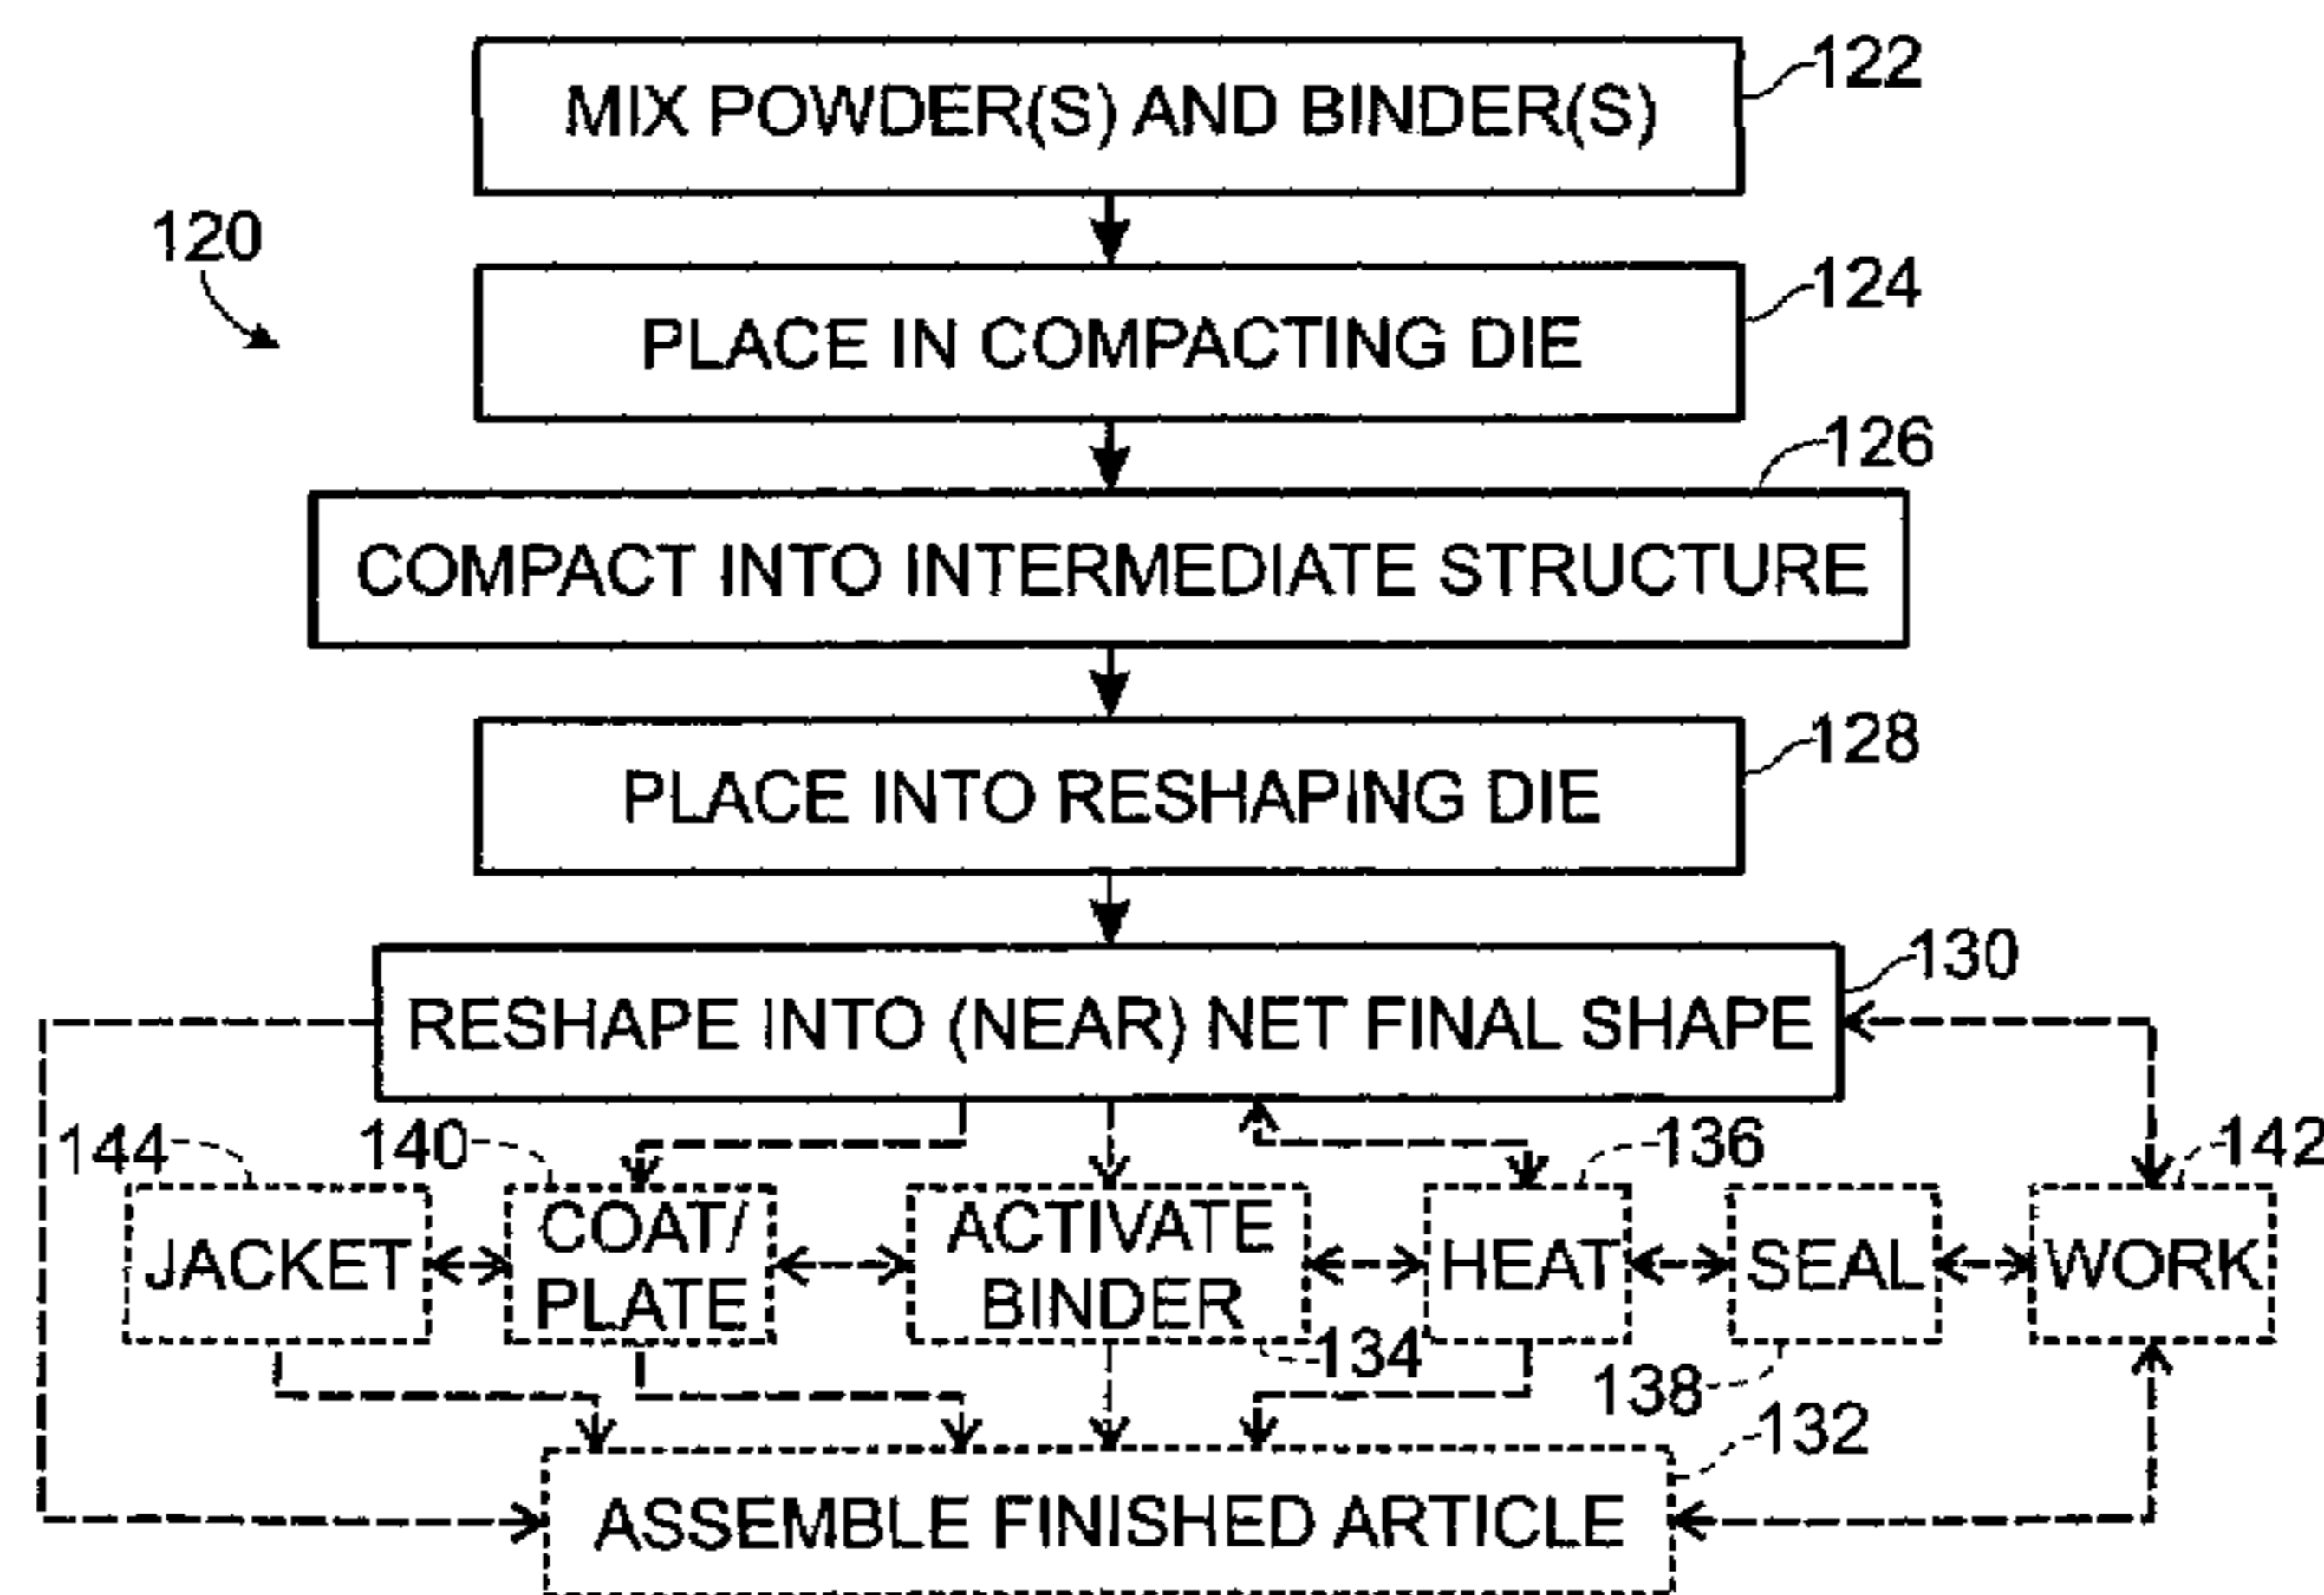 MIX POWDER(S) AND BINDER(S)
122
120
PLACE IN COMPACTING DIE
124
126
COMPACT INTO INTERMEDIATE STRUCTURE
PLACE INTO RESHAPING DIE
128
130
RESHAPE INTO (NEAR) NET FINAL SHAPE
144
140
136
142
JACKET
COAT/
PLATE
ACTIVATE
BINDER
HEAT
SEAL
WORK
134
138
132
ASSEMBLE FINISHED ARTICLE